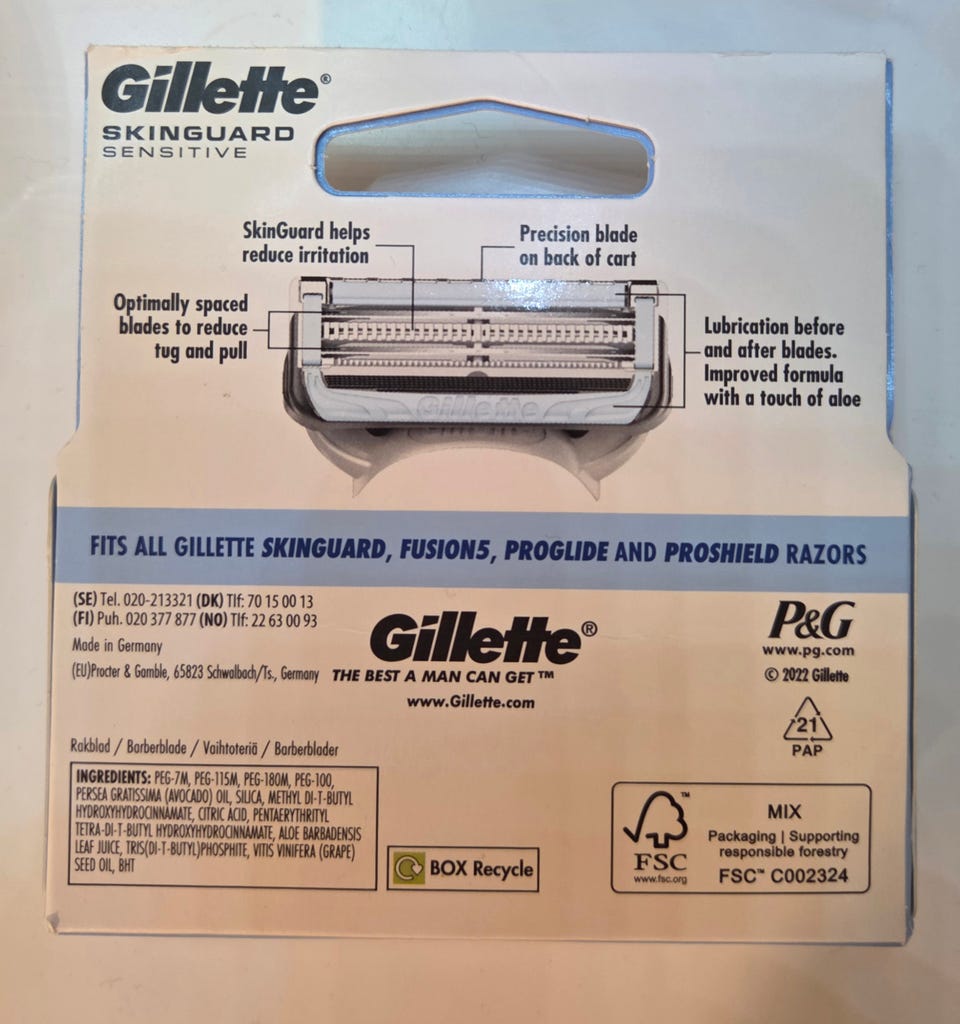 Gillette®
SKINGUARD
SENSITIVE
SkinGuard helps
reduce irritation
Precision blade
on back of cart
Optimally spaced
blades to reduce
tug and pull
Lubrication before
and after blades.
Improved formula
with a touch of aloe
Gillette
FITS ALL GILLETTE SKINGUARD, FUSION5, PROGLIDE AND PROSHIELD RAZORS
(SE) Tel. 020-213321 (DK) Tlf: 70 15 00 13
(FI) Puh. 020 377 877 (NO) Tlf: 22 63 00 93
Made in Germany
(EU)Procter & Gamble, 65823 Schwalbach/Ts., Germany
Gillette®
THE BEST A MAN CAN GET™
www.Gillette.com
P&G
www.pg.com
© 2022 Gillette
21
PAP
Rakblad / Barberblade / Vaihtoteriä / Barberblader
INGREDIENTS: PEG-7M, PEG-115M, PEG-180M, PEG-100,
PERSEA GRATISSIMA (AVOCADO) OIL, SILICA, METHYL DI-T-BUTYL
HYDROXYHYDROCINNAMATE, CITRIC ACID, PENTAERYTHRITYL
TETRA-DI-T-BUTYL HYDROXYHYDROCINNAMATE, ALOE BARBADENSIS
LEAF JUICE, TRIS(DI-T-BUTYL)PHOSPHITE, VITIS VINIFERA (GRAPE)
SEED OIL, BHT
BOX Recycle
™
FSC
www.fsc.org
MIX
Packaging | Supporting
responsible forestry
FSC™ C002324